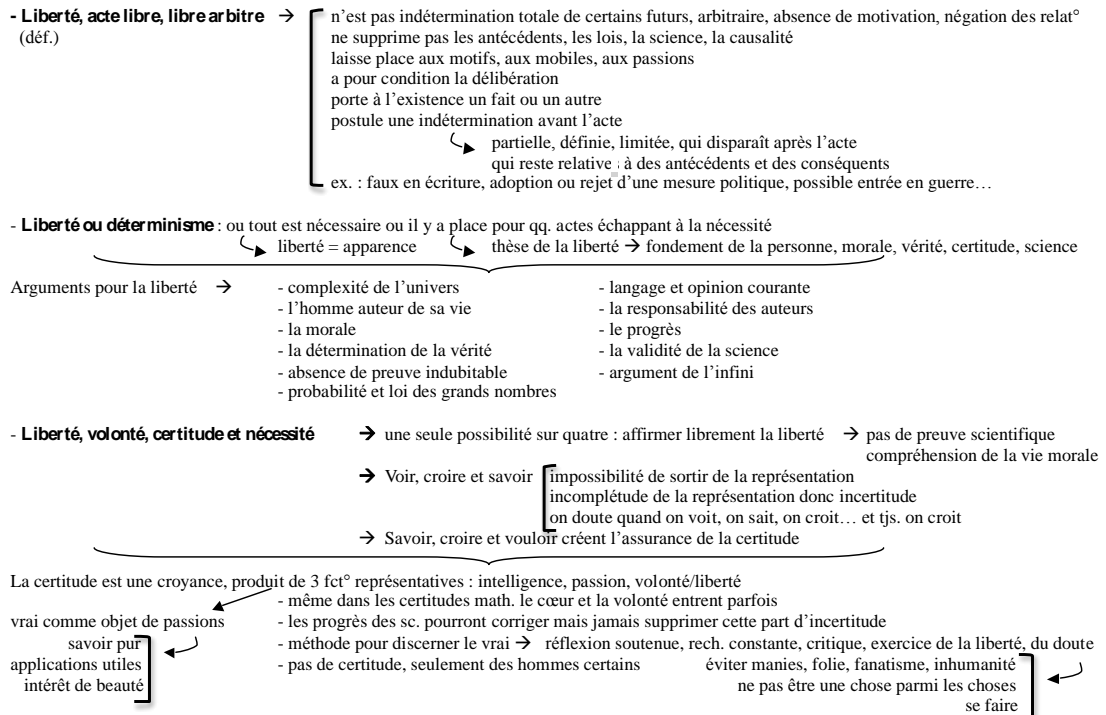 - Liberté, acte libre, libre arbitre → n'est pas indétermination totale de certains futurs, arbitraire, absence de motivation, négation des relat°
(déf.) ne supprime pas les antécédents, les lois, la science, la causalité
laisse place aux motifs, aux mobiles, aux passions
a pour condition la délibération
porte à l'existence un fait ou un autre
postule une indétermination avant l'acte
partielle, définie, limitée, qui disparaît après l'acte
qui reste relative à des antécédents et des conséquents
ex. : faux en écriture, adoption ou rejet d'une mesure politique, possible entrée en guerre…
- Liberté ou déterminisme : ou tout est nécessaire ou il y a place pour qq. actes échappant à la nécessité
liberté = apparence thèse de la liberté → fondement de la personne, morale, vérité, certitude, science
Arguments pour la liberté → - complexité de l'univers - langage et opinion courante
- l'homme auteur de sa vie - la responsabilité des auteurs
- la morale - le progrès
- la détermination de la vérité - la validité de la science
- absence de preuve indubitable - argument de l'infini
- probabilité et loi des grands nombres
- Liberté, volonté, certitude et nécessité → une seule possibilité sur quatre : affirmer librement la liberté → pas de preuve scientifique
compréhension de la vie morale
→ Voir, croire et savoir impossibilité de sortir de la représentation
incomplétude de la représentation donc incertitude
on doute quand on voit, on sait, on croit… et tjs. on croit
→ Savoir, croire et vouloir créent l'assurance de la certitude
La certitude est une croyance, produit de 3 fct° représentatives : intelligence, passion, volonté/liberté
- même dans les certitudes math. le cœur et la volonté entrent parfois
vrai comme objet de passions - les progrès des sc. pourront corriger mais jamais supprimer cette part d'incertitude
savoir pur - méthode pour discerner le vrai → réflexion soutenue, rech. constante, critique, exercice de la liberté, du doute
applications utiles - pas de certitude, seulement des hommes certains éviter manies, folie, fanatisme, inhumanité
intérêt de beauté ne pas être une chose parmi les choses
se faire